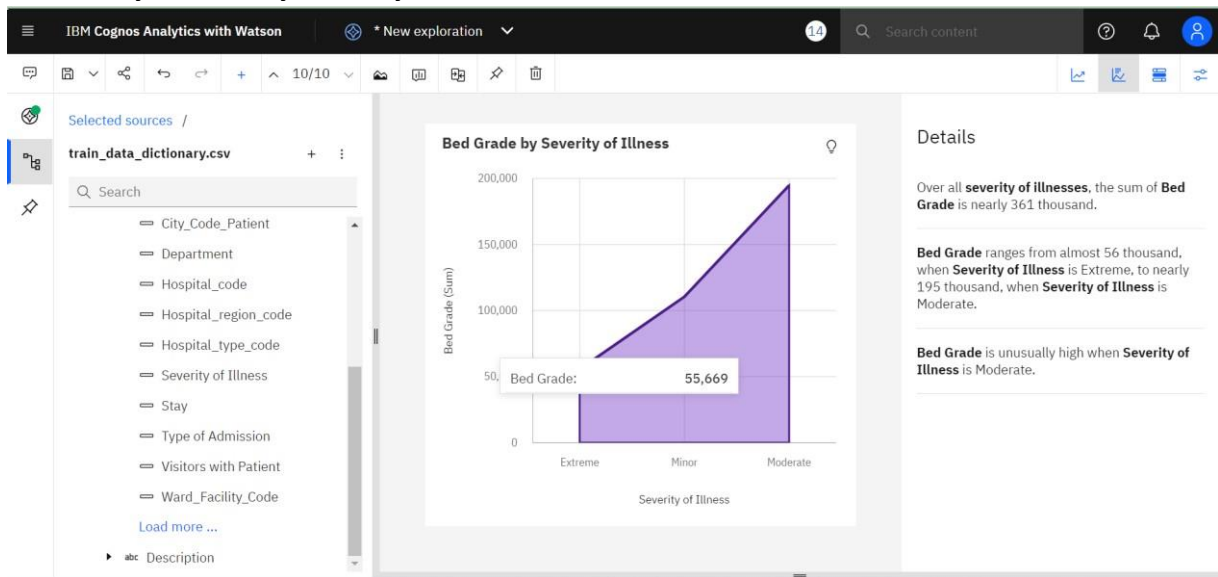 IBM Cognos Analytics with Watson
* New exploration
14
Search content
10/10
Selected sources /
train_data_dictionary.csv
Search
City_Code_Patient
Department
Hospital_code
Hospital_region_code
Hospital_type_code
Severity of Illness
Stay
Type of Admission
Visitors with Patient
Ward_Facility_Code
Load more ...
abc Description
Bed Grade by Severity of Illness
Bed Grade (Sum)
200,000
150,000
100,000
50,
0
Bed Grade: 55,669
Extreme Minor Moderate
Severity of Illness
Details
Over all severity of illnesses, the sum of Bed
Grade is nearly 361 thousand.
Bed Grade ranges from almost 56 thousand,
when Severity of Illness is Extreme, to nearly
195 thousand, when Severity of Illness is
Moderate.
Bed Grade is unusually high when Severity of
Illness is Moderate.